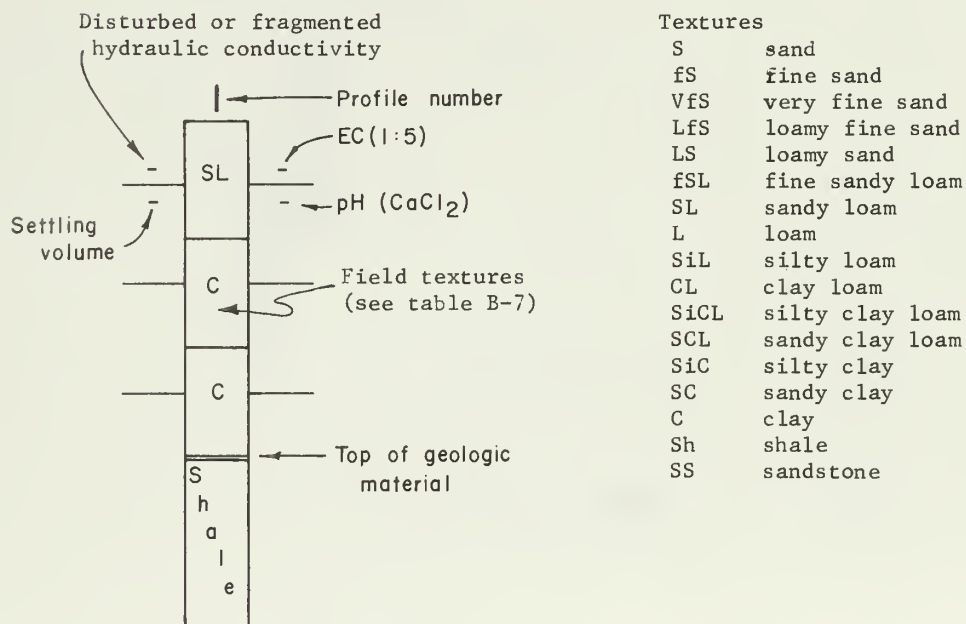 Disturbed or fragmented
hydraulic conductivity
I
Profile number
EC (1:5)
SL
pH (CaCl2)
Settling
volume
C
Field textures
(see table B-7)
C
Top of geologic
material
Shale
Textures
S sand
fS fine sand
VfS very fine sand
LfS loamy fine sand
LS loamy sand
fSL fine sandy loam
SL sandy loam
L loam
SiL silty loam
CL clay loam
SiCL silty clay loam
SCL sandy clay loam
SiC silty clay
SC sandy clay
C clay
Sh shale
SS sandstone